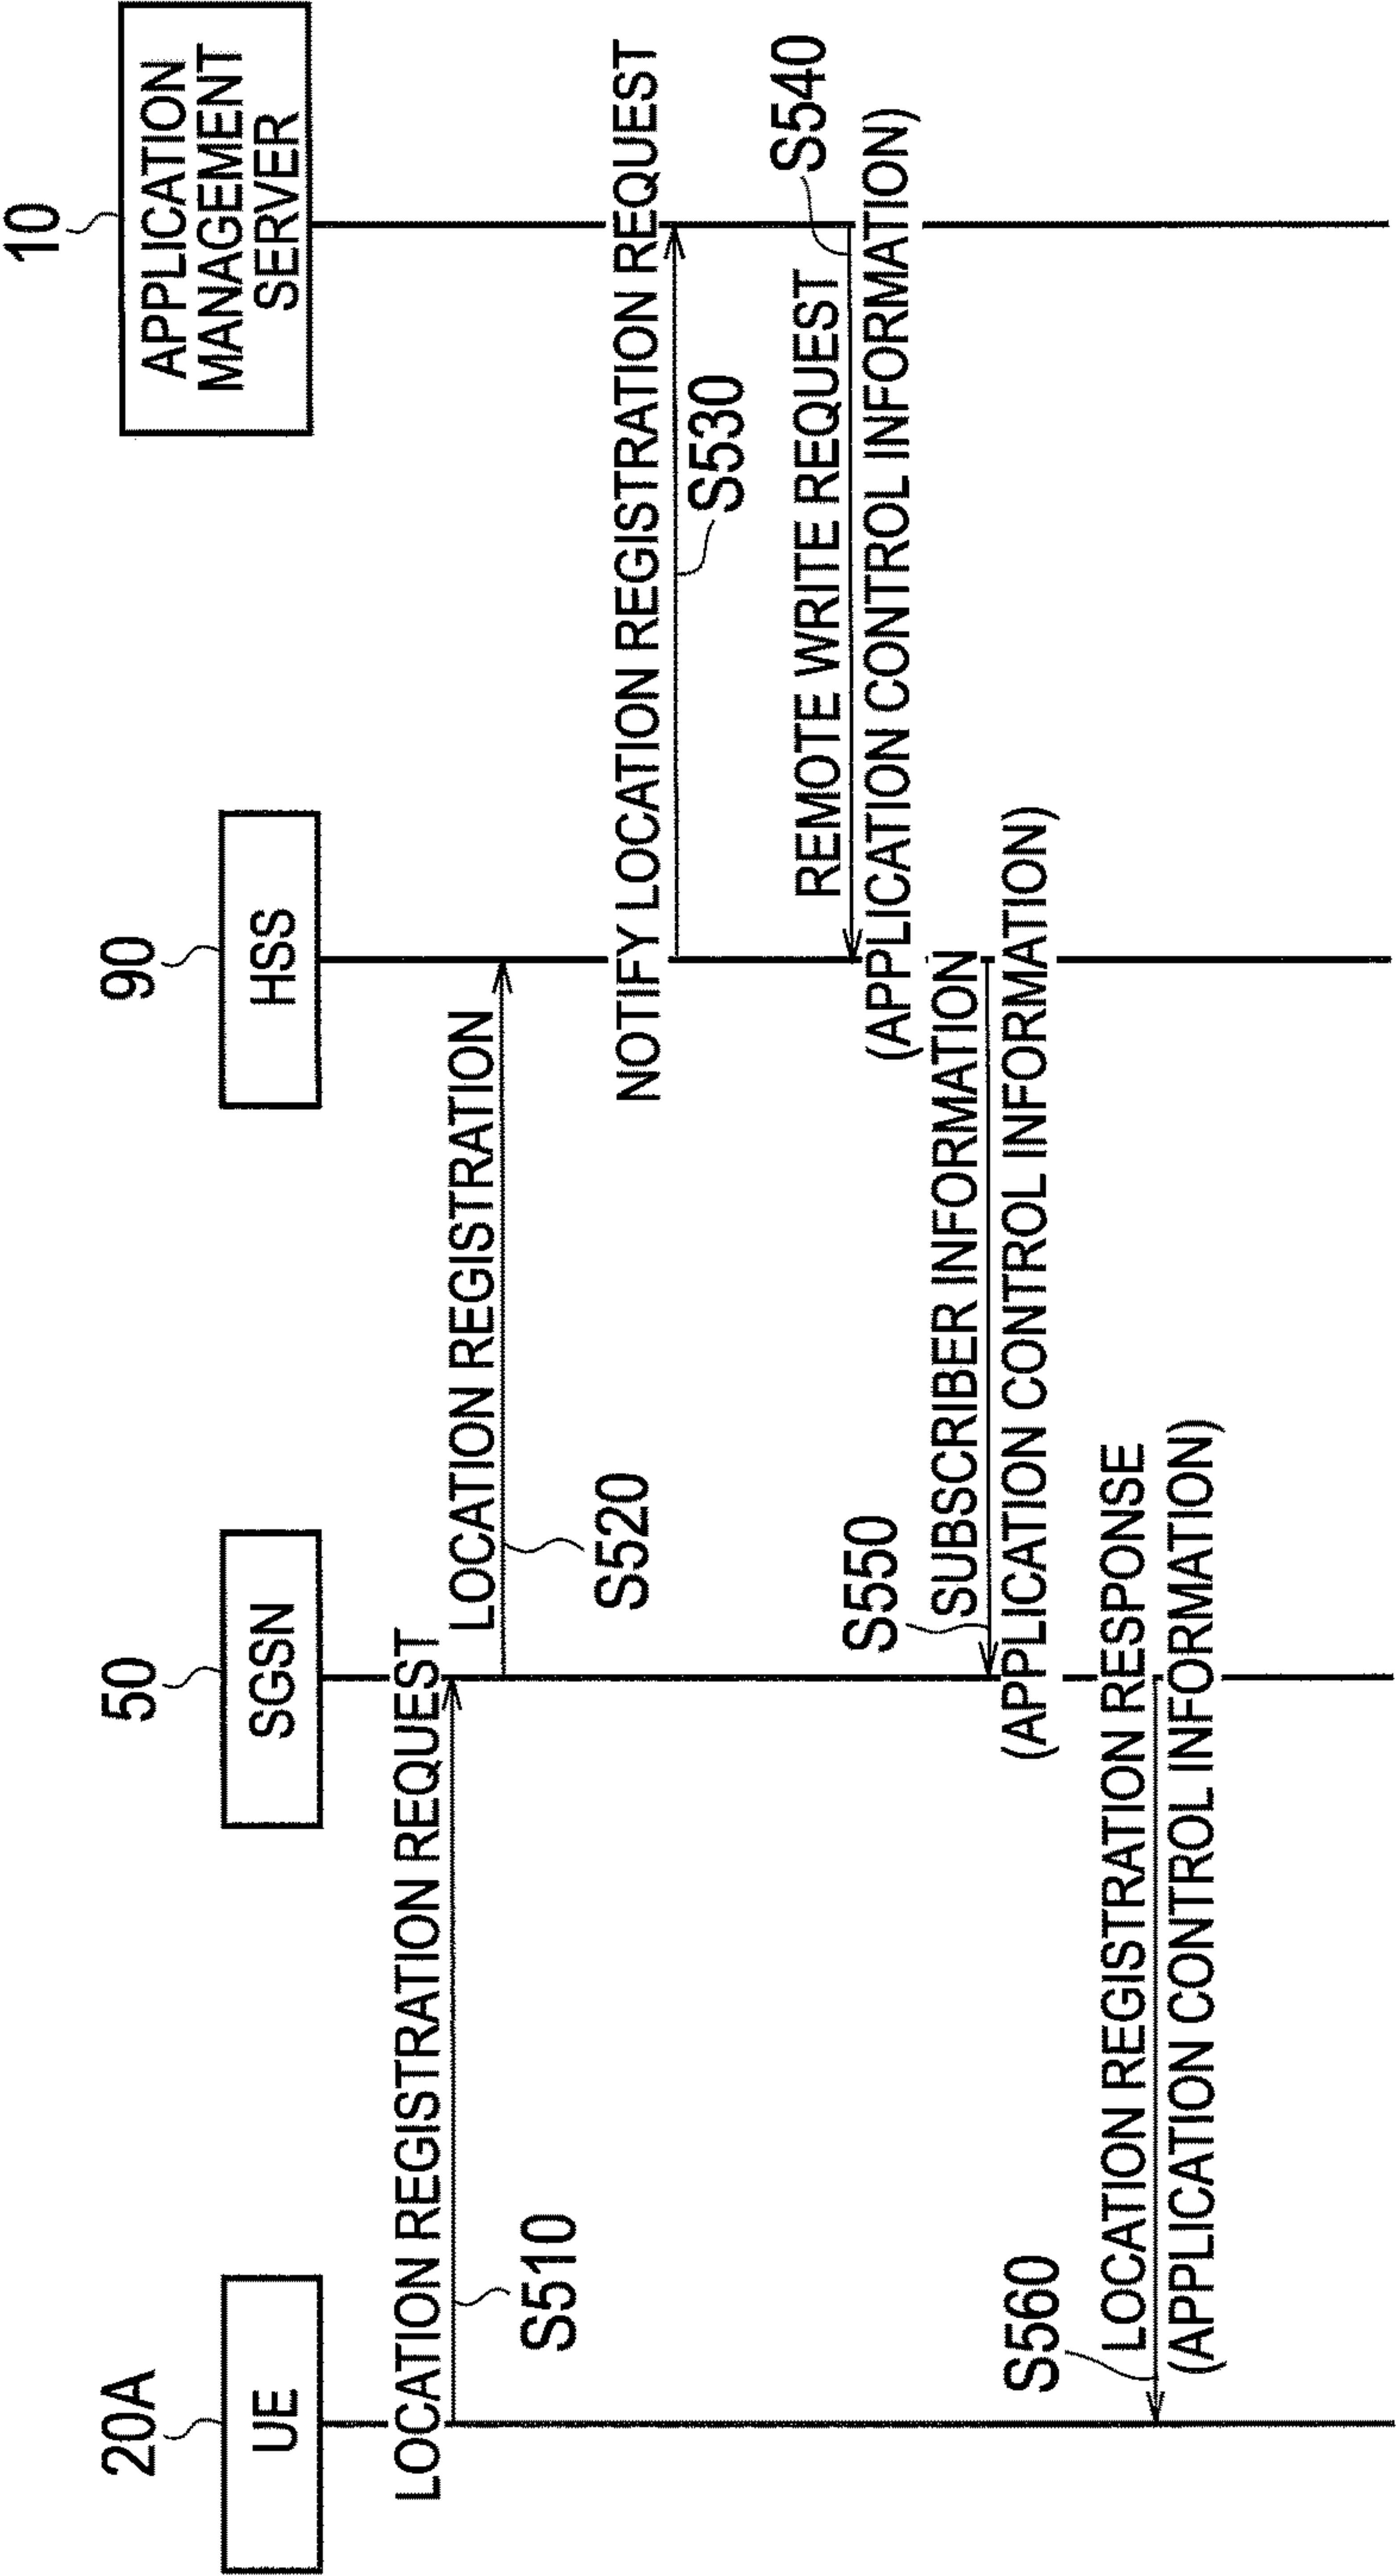 20A
UE
50
SGSN
90
HSS
10
APPLICATION
MANAGEMENT
SERVER
LOCATION REGISTRATION REQUEST
S510
LOCATION REGISTRATION
S520
NOTIFY LOCATION REGISTRATION REQUEST
S530
S540
REMOTE WRITE REQUEST
(APPLICATION CONTROL INFORMATION)
S550
SUBSCRIBER INFORMATION
(APPLICATION CONTROL INFORMATION)
S560
LOCATION REGISTRATION RESPONSE
(APPLICATION CONTROL INFORMATION)